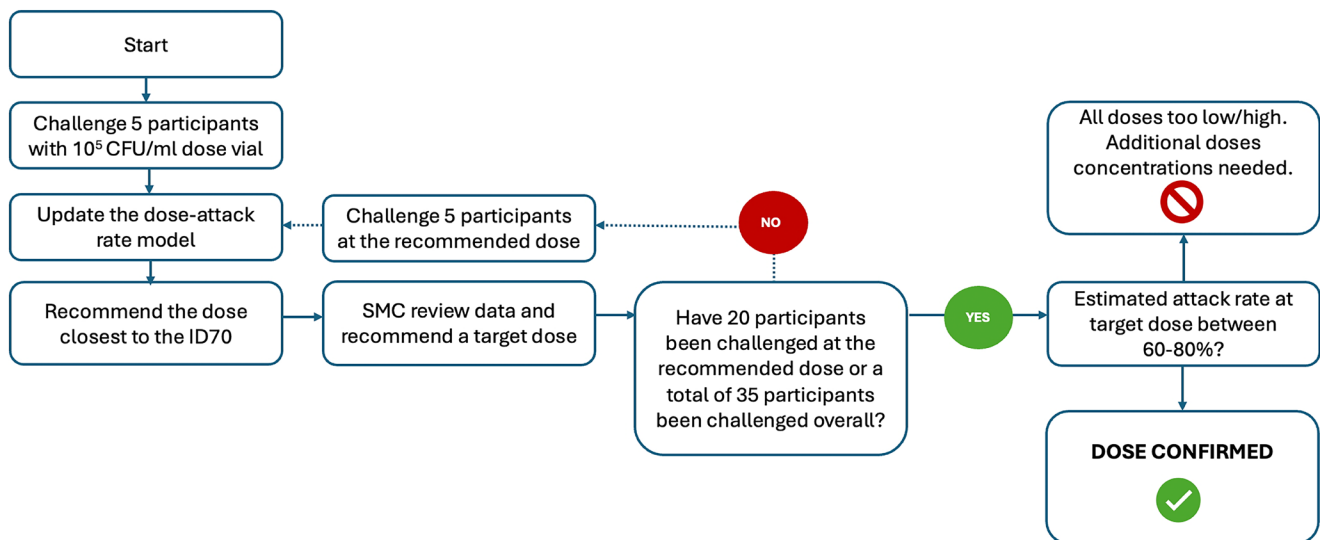 Start
Challenge 5 participants
with 10⁵ CFU/ml dose vial
Update the dose-attack
rate model
Challenge 5 participants
at the recommended dose
NO
Recommend the dose
closest to the ID70
SMC review data and
recommend a target dose
Have 20 participants
been challenged at the
recommended dose or a
total of 35 participants
been challenged overall?
YES
Estimated attack rate at
target dose between
60-80%?
All doses too low/high.
Additional doses
concentrations needed.
DOSE CONFIRMED